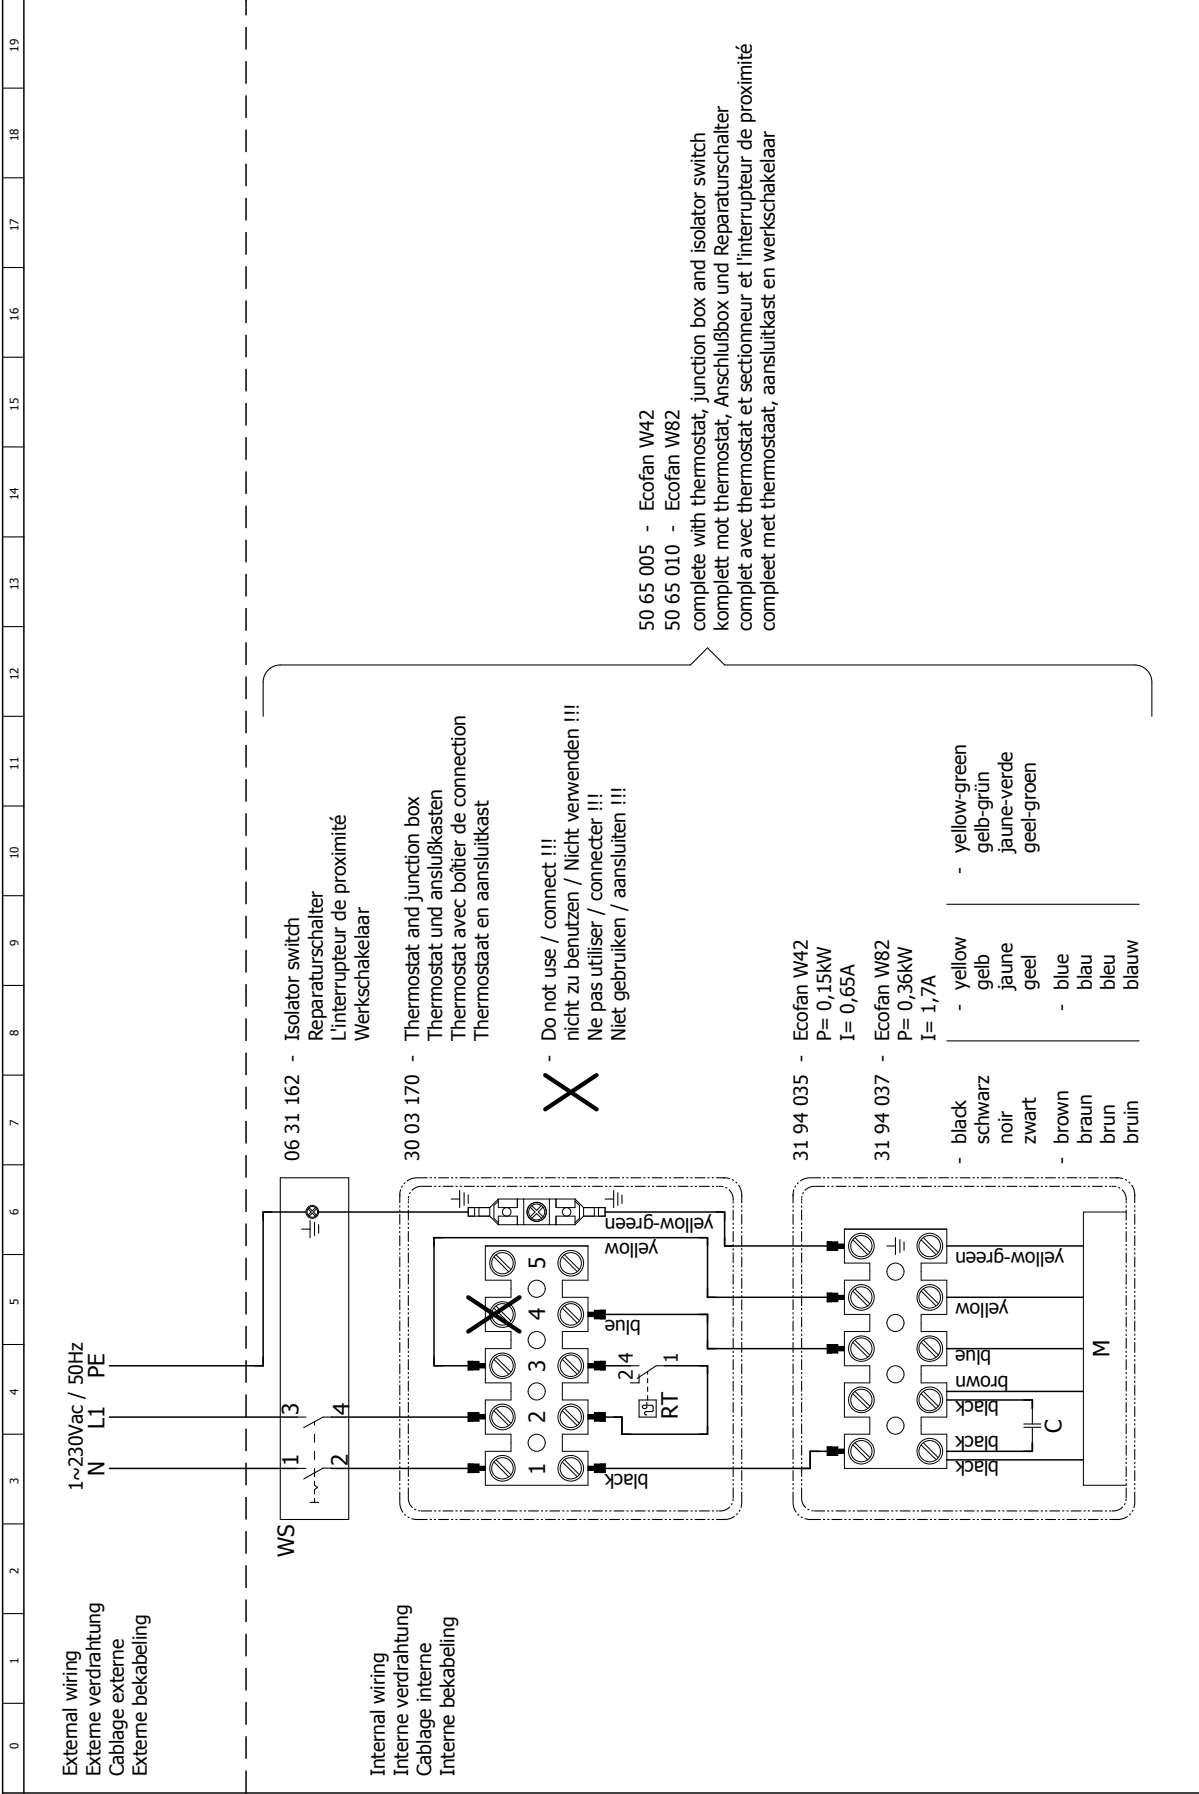 0 1 2 3 4 5 6 7 8 9 10 11 12 13 14 15 16 17 18 19
External wiring
Externe verdrahtung
Cablage externe
Externe bekabeling
1~230Vac / 50Hz
N L1 PE
Internal wiring
Interne verdrahtung
Cablage interne
Interne bekabeling
WS
1 3
2 4
06 31 162 - Isolator switch
Reparaturschalter
L'interrupteur de proximité
Werkschakelaar
30 03 170 - Thermostat and junction box
Thermostat und anslußkasten
Thermostat avec boîtier de connection
Thermostaat en aansluitkast
1 2 3 4 5
- Do not use / connect !!!
nicht zu benutzen / Nicht verwenden !!!
Ne pas utiliser / connecter !!!
Niet gebruiken / aansluiten !!!
black
blue
yellow
yellow-green
RT
2 4
1
50 65 005 - Ecofan W42
50 65 010 - Ecofan W82
complete with thermostat, junction box and isolator switch
komplett mot thermostat, Anschlußbox und Reparaturschalter
complet avec thermostat et sectionneur et l'interrupteur de proximité
compleet met thermostaat, aansluitkast en werkschakelaar
31 94 035 - Ecofan W42
P= 0,15kW
I= 0,65A
31 94 037 - Ecofan W82
P= 0,36kW
I= 1,7A
black
black
black
brown
blue
yellow
yellow-green
C
M
- black
schwarz
noir
zwart
- brown
braun
brun
bruin
- yellow
gelb
jaune
geel
- blue
blau
bleu
blauw
- yellow-green
gelb-grün
jaune-verde
geel-groen